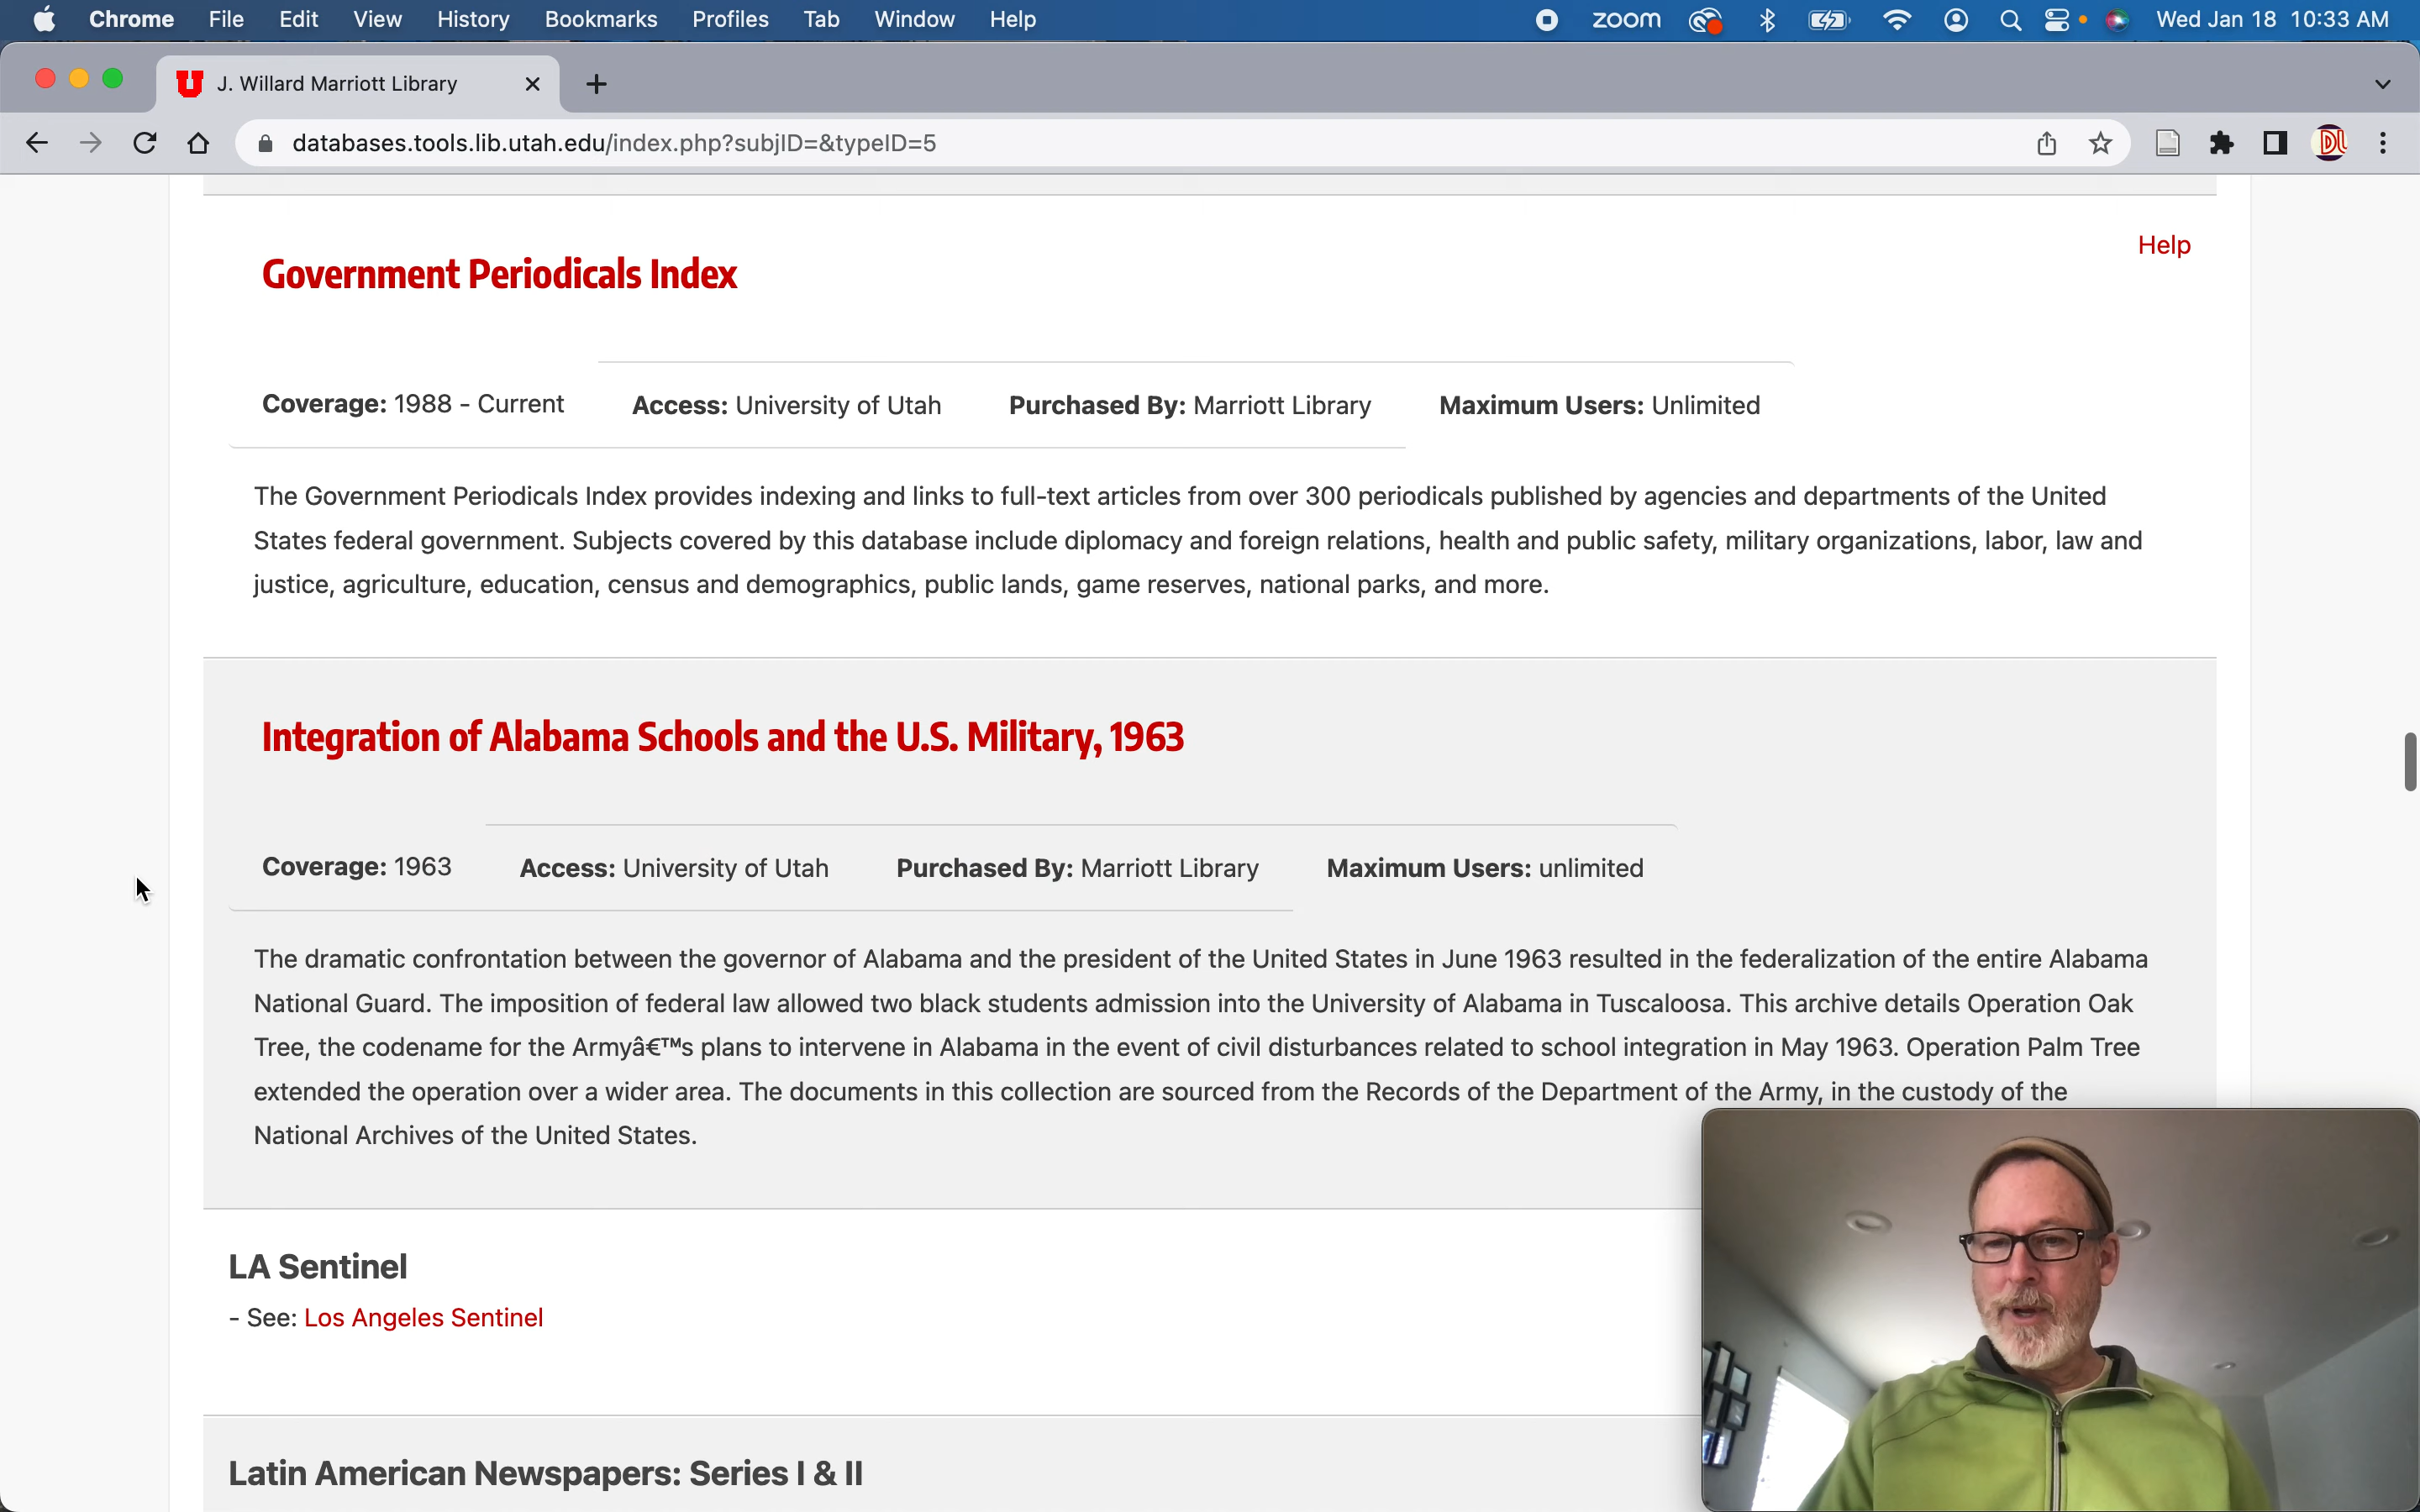 Chrome File Edit View History Bookmarks Profiles Tab Window Help zoom Wed Jan 18 10:33 AM
J. Willard Marriott Library
databases.tools.lib.utah.edu/index.php?subjID=&typeID=5
Help
Government Periodicals Index
Coverage: 1988 - Current Access: University of Utah Purchased By: Marriott Library Maximum Users: Unlimited
The Government Periodicals Index provides indexing and links to full-text articles from over 300 periodicals published by agencies and departments of the United
States federal government. Subjects covered by this database include diplomacy and foreign relations, health and public safety, military organizations, labor, law and
justice, agriculture, education, census and demographics, public lands, game reserves, national parks, and more.
Integration of Alabama Schools and the U.S. Military, 1963
Coverage: 1963 Access: University of Utah Purchased By: Marriott Library Maximum Users: unlimited
The dramatic confrontation between the governor of Alabama and the president of the United States in June 1963 resulted in the federalization of the entire Alabama
National Guard. The imposition of federal law allowed two black students admission into the University of Alabama in Tuscaloosa. This archive details Operation Oak
Tree, the codename for the Armyâ€™s plans to intervene in Alabama in the event of civil disturbances related to school integration in May 1963. Operation Palm Tree
extended the operation over a wider area. The documents in this collection are sourced from the Records of the Department of the Army, in the custody of the
National Archives of the United States.
LA Sentinel
- See: Los Angeles Sentinel
Latin American Newspapers: Series I & II